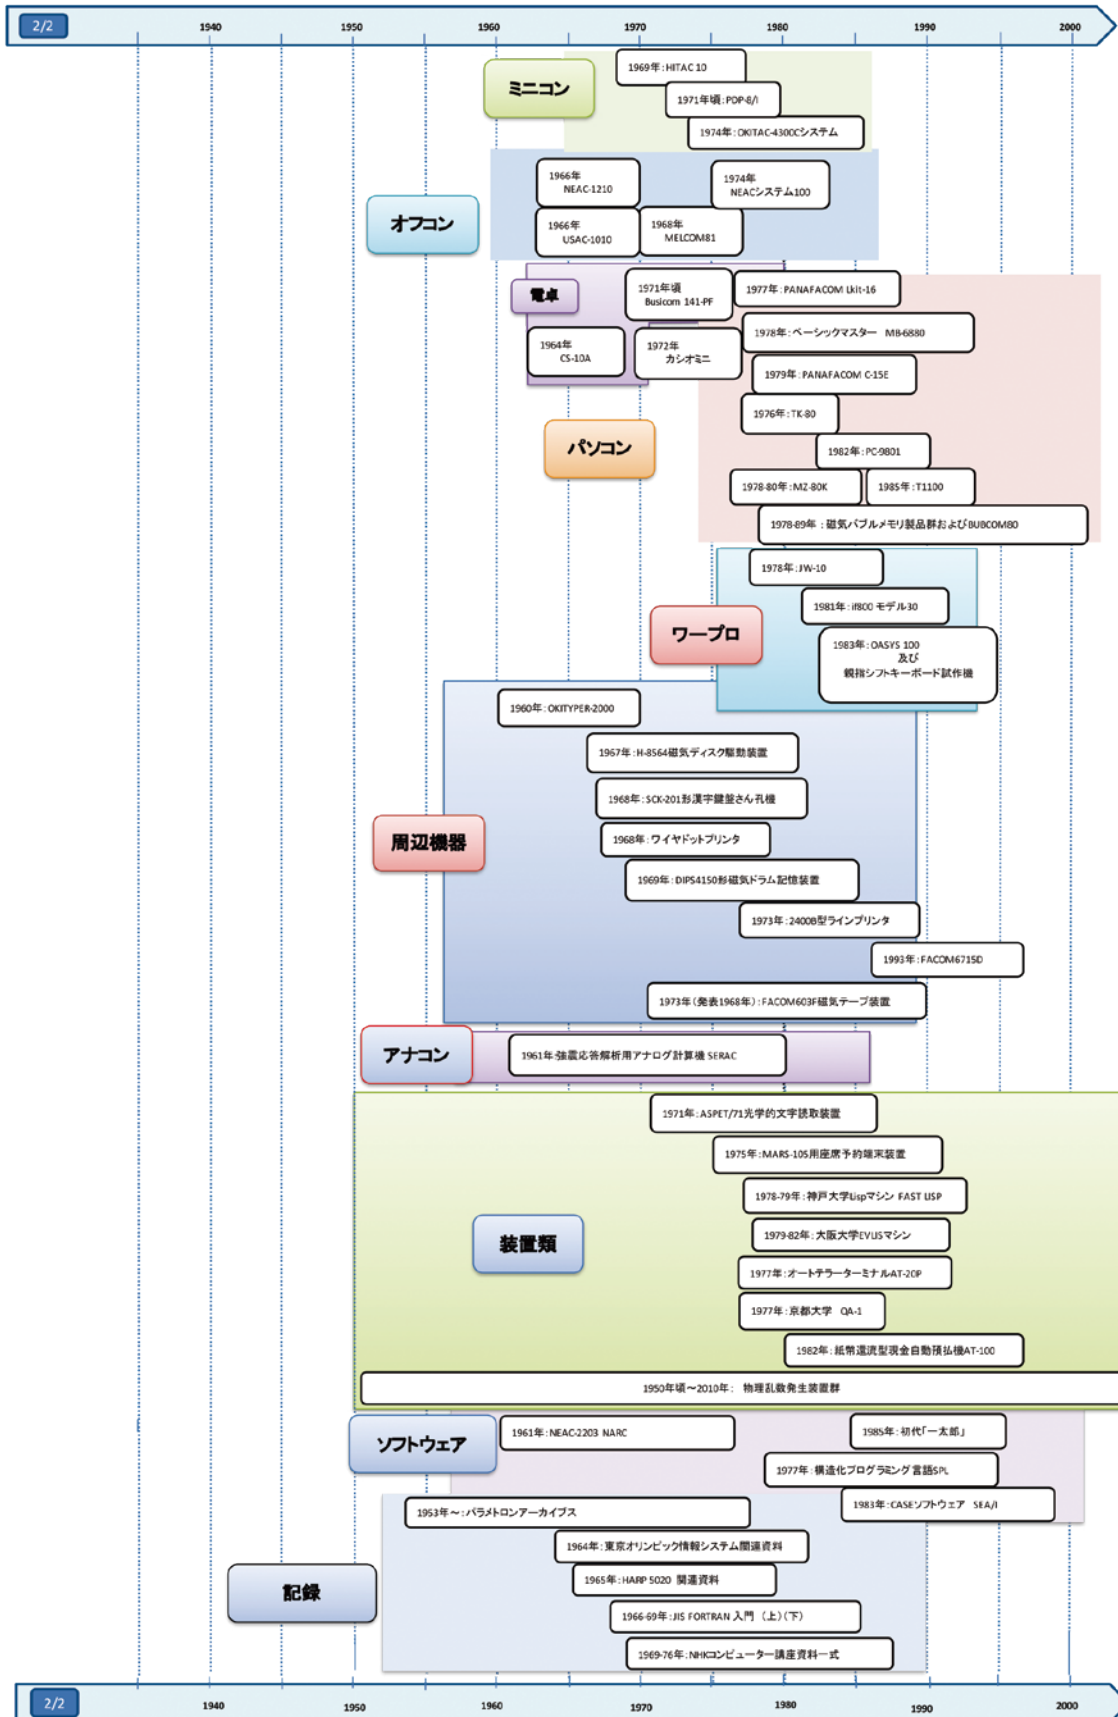 2/2
1940
1950
1960
1970
1980
1990
2000
ミニコン
1969年：HITAC 10
1971年頃：PDP-8/I
1974年：OKITAC-4300Cシステム
オフコン
1966年
NEAC-1210
1974年
NEACシステム100
1966年
USAC-1010
1968年
MELCOM81
電卓
1971年頃
Busicom 141-PF
1977年：PANAFACOM Lkit-16
1964年
CS-10A
1972年
カシオミニ
1978年：ベーシックマスター　MB-6880
1979年：PANAFACOM C-15E
1976年：TK-80
パソコン
1982年：PC-9801
1978-80年：MZ-80K
1985年：T1100
1978-89年：磁気バブルメモリ製品群およびBUBCOM80
ワープロ
1978年：JW-10
1981年：if800 モデル30
1983年：OASYS 100
及び
親指シフトキーボード試作機
周辺機器
1960年：OKITYPER-2000
1967年：H-8564磁気ディスク駆動装置
1968年：SCK-201形漢字鍵盤さん孔機
1968年：ワイヤドットプリンタ
1969年：DIPS4150形磁気ドラム記憶装置
1973年：2400B型ラインプリンタ
1993年：FACOM6715D
1973年（発表1968年）：FACOM603F磁気テープ装置
アナコン
1961年：強震応答解析用アナログ計算機 SERAC
装置類
1971年：ASPET/71光学的文字読取装置
1975年：MARS-105用座席予約端末装置
1978-79年：神戸大学Lispマシン FAST LISP
1979-82年：大阪大学EVLISマシン
1977年：オートテラーターミナルAT-20P
1977年：京都大学　QA-1
1982年：紙幣還流型現金自動預払機AT-100
1950年頃～2010年：　物理乱数発生装置群
ソフトウェア
1961年：NEAC-2203 NARC
1985年：初代「一太郎」
1977年：構造化プログラミング言語SPL
1983年：CASEソフトウェア　SEA/I
記録
1953年～：パラメトロンアーカイブス
1964年：東京オリンピック情報システム関連資料
1965年：HARP 5020 関連資料
1966-69年：JIS FORTRAN 入門　（上）（下）
1969-76年：NHKコンピューター講座資料一式
2/2
1940
1950
1960
1970
1980
1990
2000